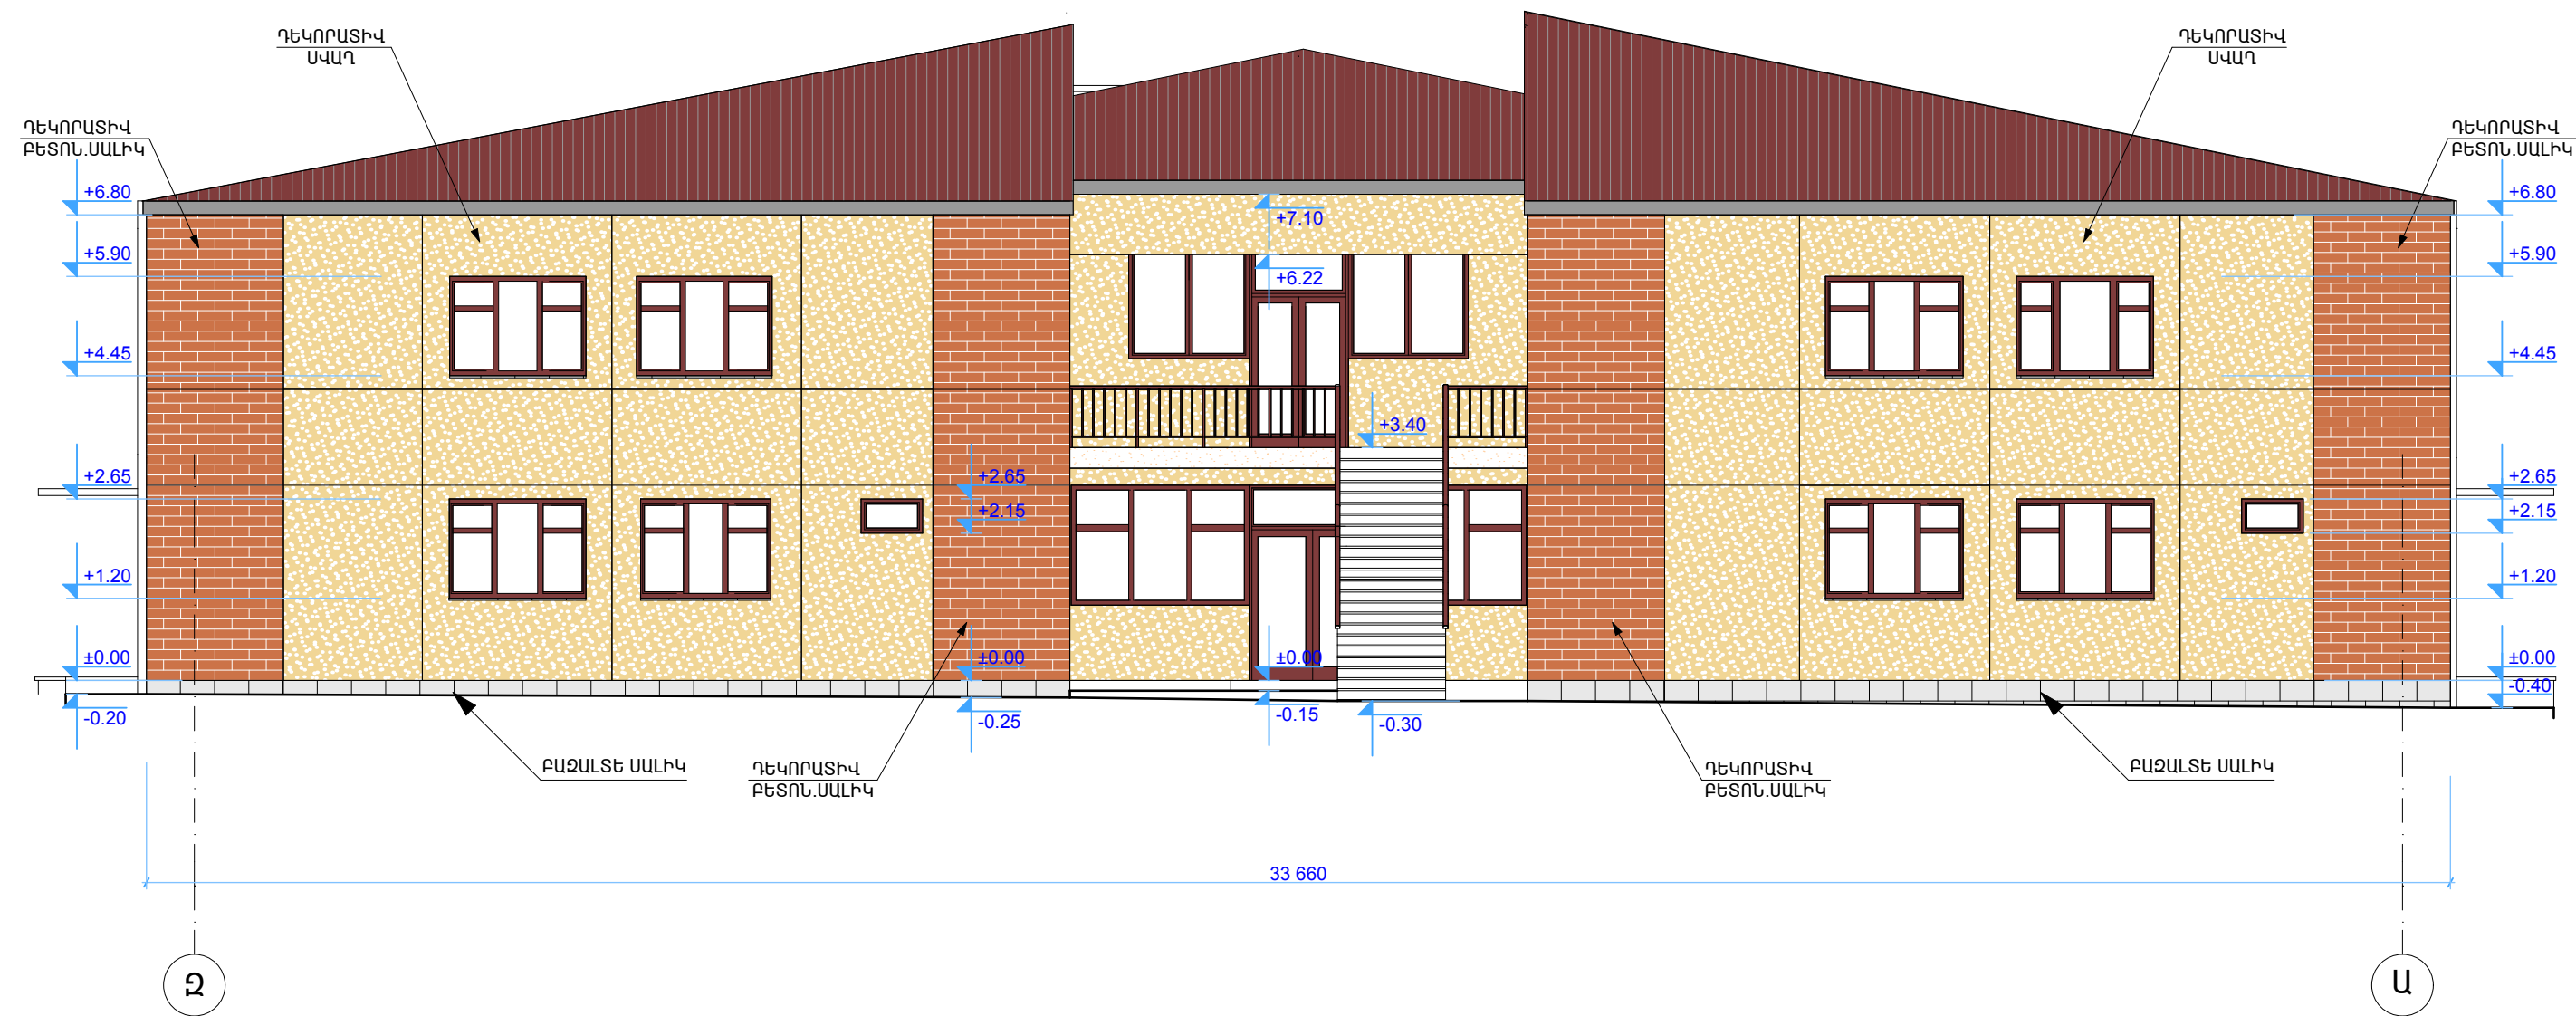 ԴԵԿՈՐԱՏԻՎ
ՍՎԱՂ
ԴԵԿՈՐԱՏԻՎ
ՍՎԱՂ
ԴԵԿՈՐԱՏԻՎ
ԲԵՏՈՆ.ՍԱԼԻԿ
ԴԵԿՈՐԱՏԻՎ
ԲԵՏՈՆ.ՍԱԼԻԿ
+6.80
+7.10
+6.80
+5.90
+6.22
+5.90
+4.45
+4.45
+3.40
+2.65
+2.65
+2.65
+2.15
+2.15
+1.20
+1.20
±0.00
±0.00
±0.00
±0.00
-0.20
-0.25
-0.15
-0.30
-0.40
ԲԱԶԱԼՏԵ ՍԱԼԻԿ
ԴԵԿՈՐԱՏԻՎ
ԲԵՏՈՆ.ՍԱԼԻԿ
ԴԵԿՈՐԱՏԻՎ
ԲԵՏՈՆ.ՍԱԼԻԿ
ԲԱԶԱԼՏԵ ՍԱԼԻԿ
33 660
Զ
Ա